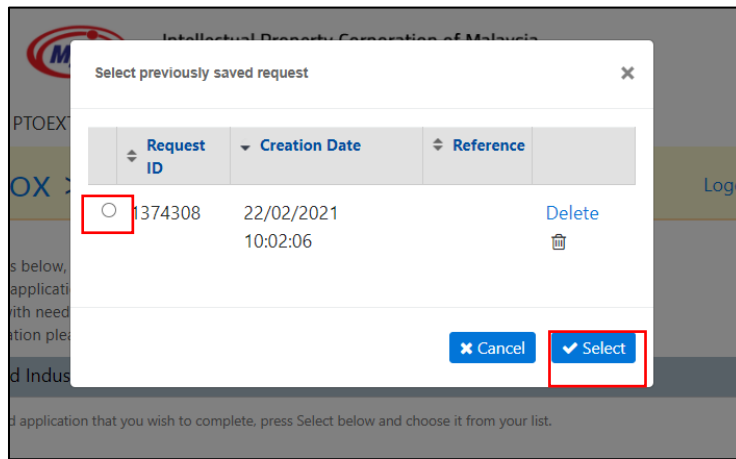 Intellectual Property Corporation of Malaysia
Select previously saved request
PTOEXT
Request ID
Creation Date
Reference
OX >
1374308
22/02/2021
10:02:06
Delete
s below,
applicati
with need
ation plea
Cancel
Select
d Indus
d application that you wish to complete, press Select below and choose it from your list.